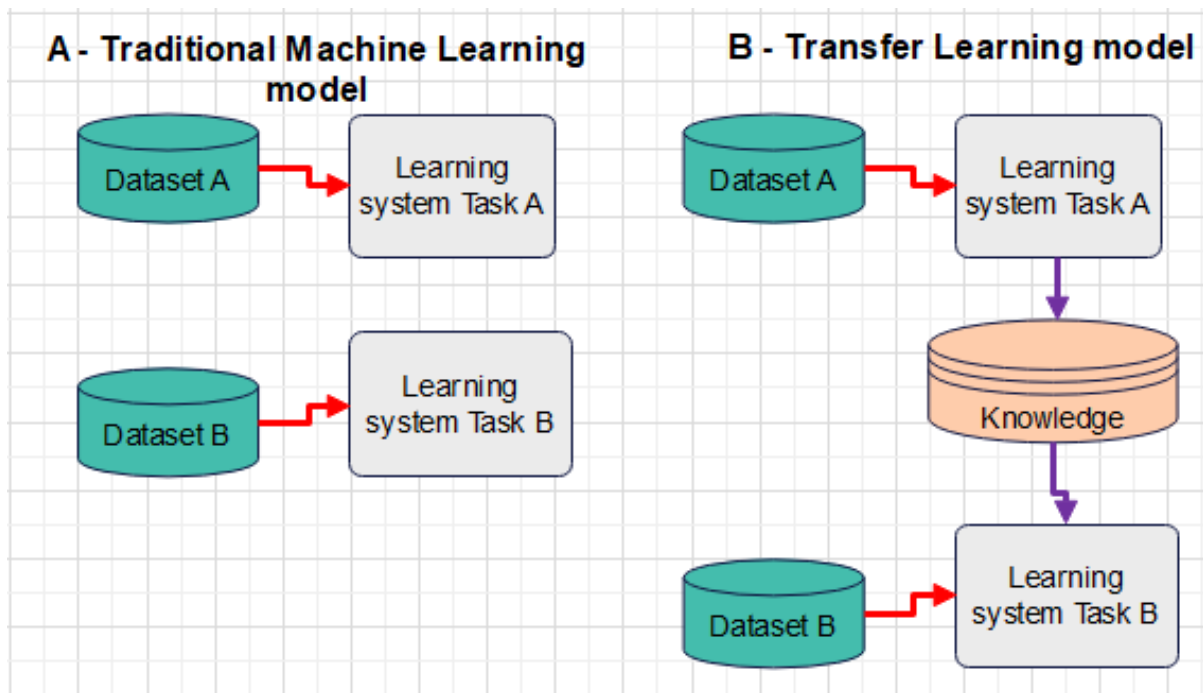 A - Traditional Machine Learning
model
Dataset A
Learning
system Task A
Dataset B
Learning
system Task B
B - Transfer Learning model
Dataset A
Learning
system Task A
Knowledge
Dataset B
Learning
system Task B